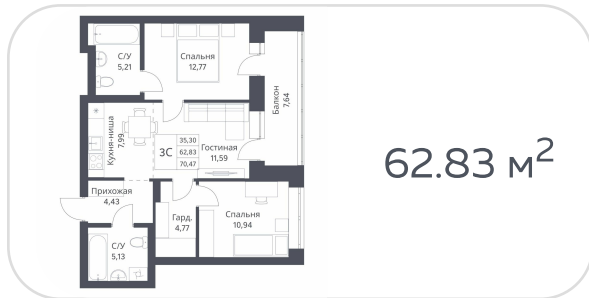 С/У
5,21
Спальня
12,77
Балкон
7,64
Кухня-ниша
7,99
3С
35,30
62,83
70,47
Гостиная
11,59
Прихожая
4,43
Гард.
4,77
Спальня
10,94
С/У
5,13
62.83 м²